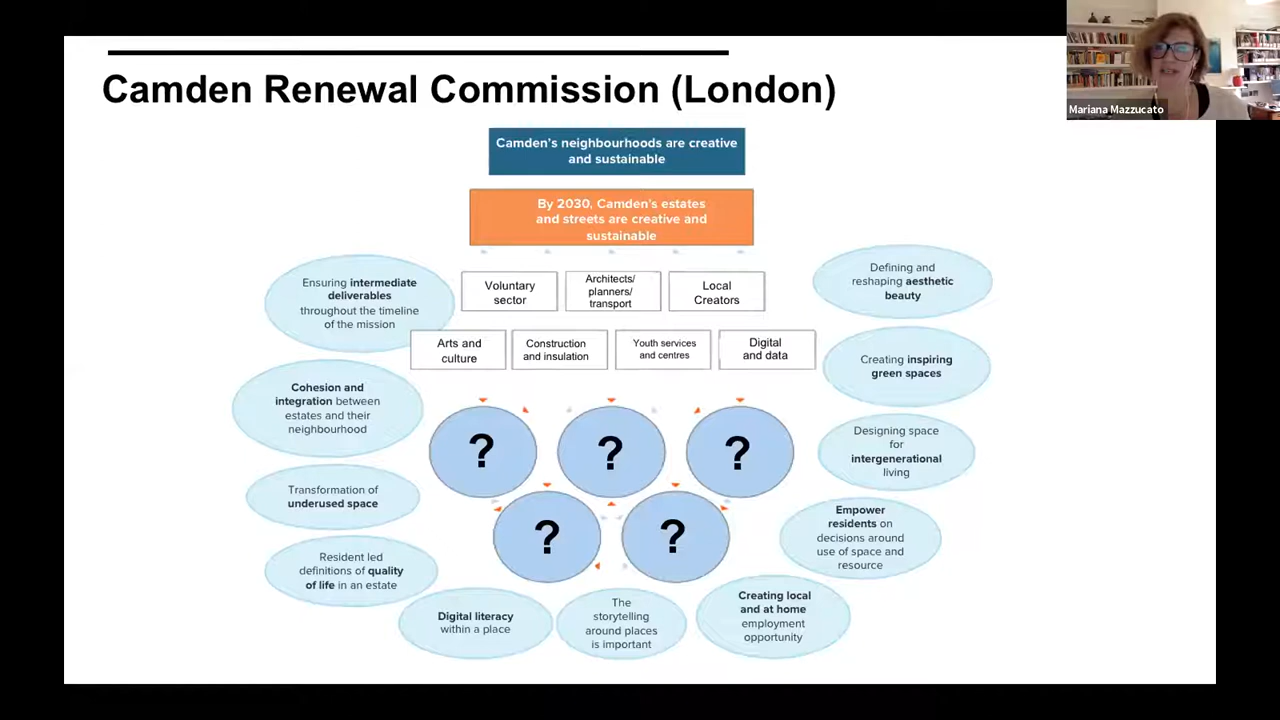 Camden Renewal Commission (London)
Mariana Mazzucato
Camden's neighbourhoods are creative
and sustainable
By 2030, Camden's estates
and streets are creative and
sustainable
Ensuring intermediate
deliverables
throughout the timeline
of the mission
Voluntary
sector
Architects/
planners/
transport
Local
Creators
Defining and
reshaping aesthetic
beauty
Arts and
culture
Construction
and insulation
Youth services
and centres
Digital
and data
Creating inspiring
green spaces
Cohesion and
integration between
estates and their
neighbourhood
?
?
?
Designing space
for
intergenerational
living
Transformation of
underused space
?
?
Empower
residents on
decisions around
use of space and
resource
Resident led
definitions of quality
of life in an estate
Digital literacy
within a place
The
storytelling
around places
is important
Creating local
and at home
employment
opportunity